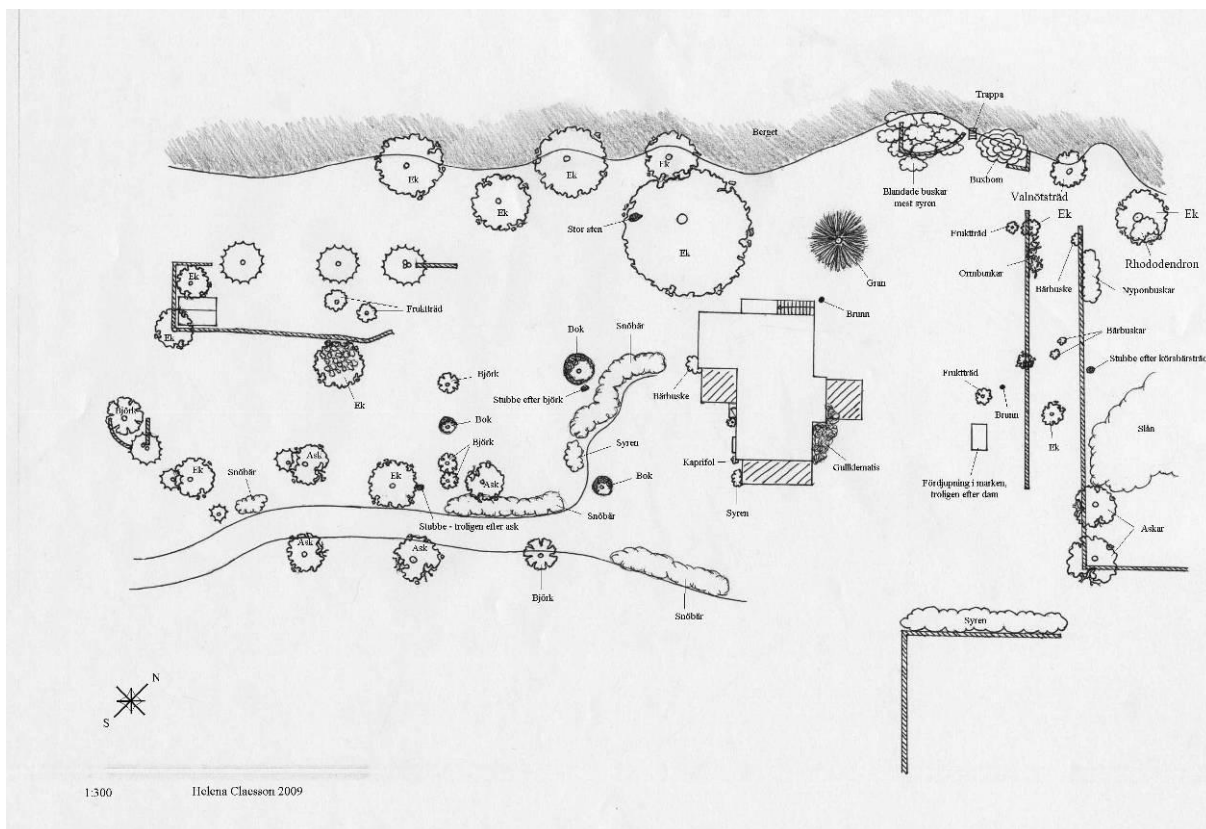 Trappa
Berget
Ek
Ek
Ek
Ek
Blandade buskar
mest syren
Buxbom
Valnötsträd
Stor sten
Ek
Fruktträd
Ek
Ek
Ormbunkar
Rhododendron
Ek
Fruktträd
Gran
Bärbuske
Nyponbuskar
Brunn
Ek
Bok
Snöbär
Bärbuskar
Stubbe efter körsbärsträd
Björk
Ek
Stubbe efter björk
Bärbuske
Fruktträd
Brunn
Björk
Bok
Björk
Syren
Ek
Slån
Ask
Ek
Snöbär
Ask
Bok
Kaprifol
Gullklematis
Fördjupning i marken,
troligen efter dam
Syren
Snöbär
Stubbe - troligen efter ask
Askar
Ask
Ask
Björk
Snöbär
Syren
N
S
1:300
Helena Claesson 2009